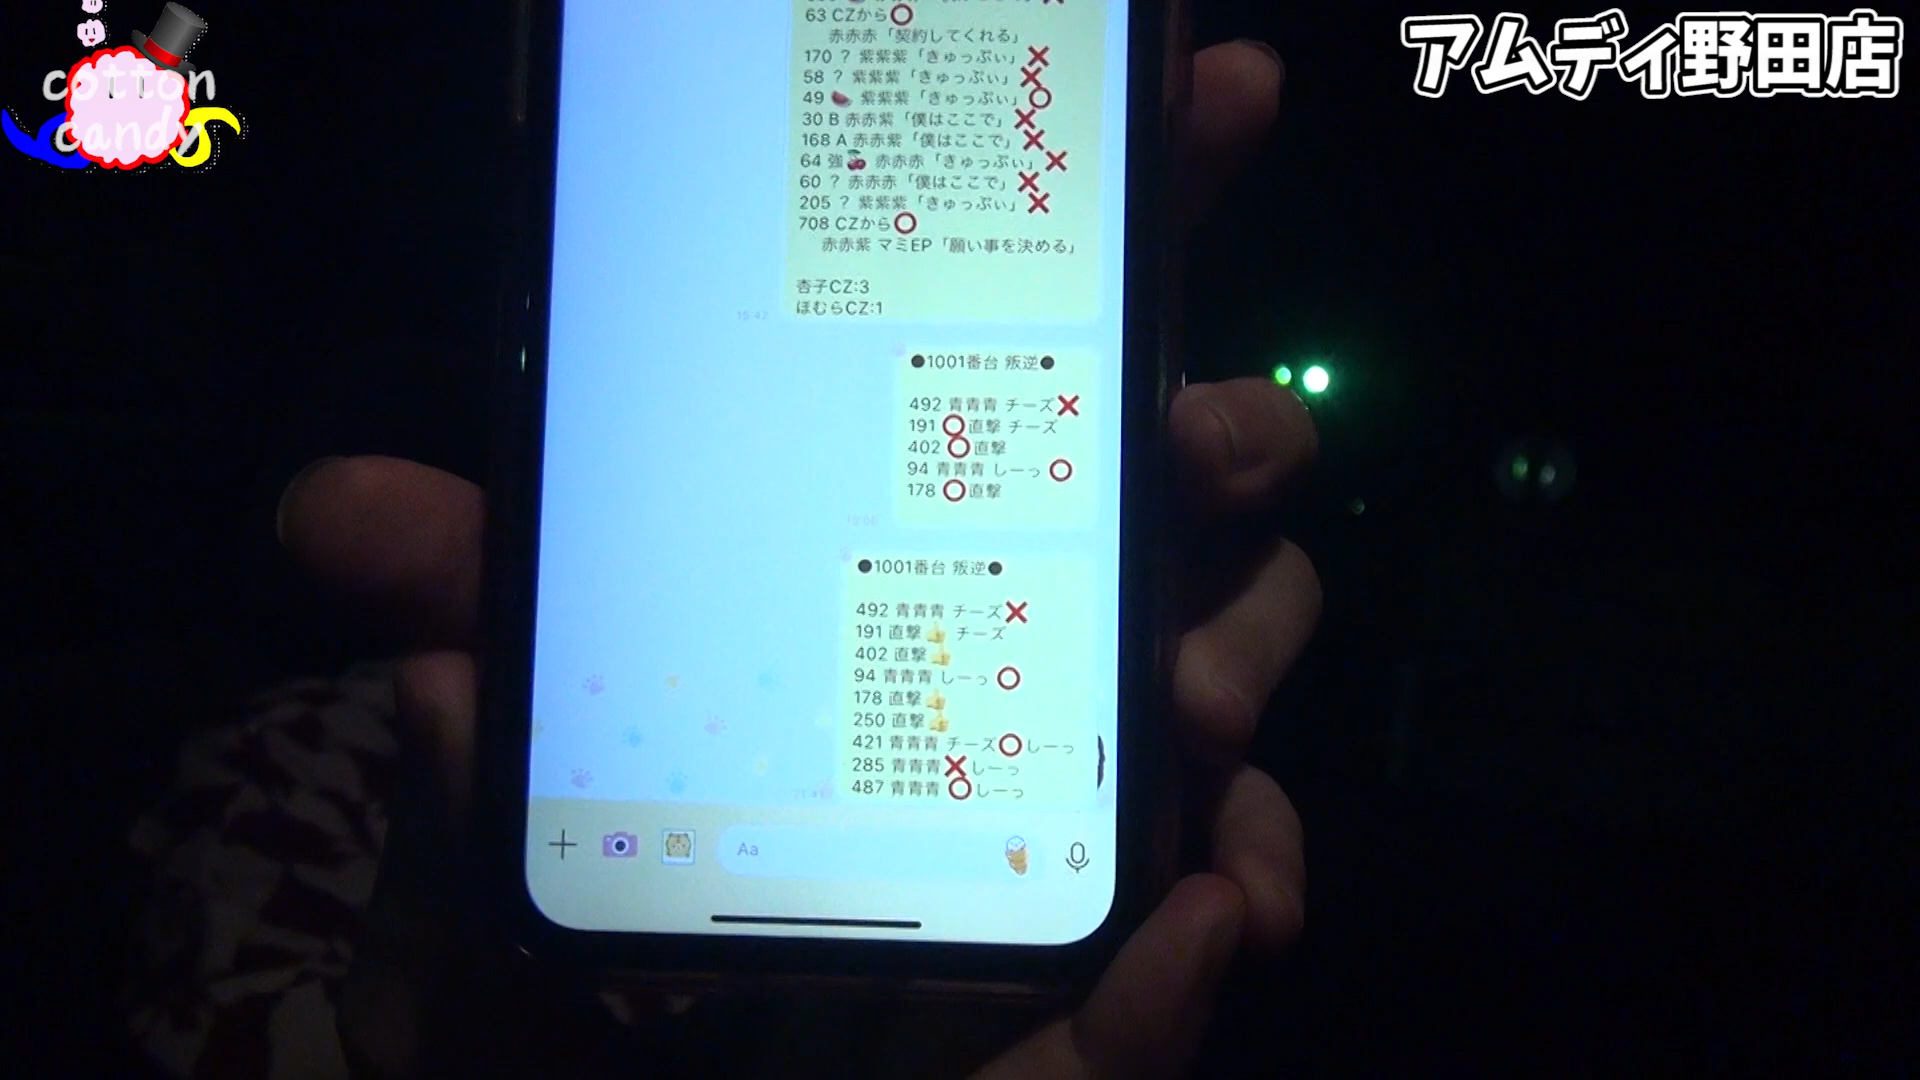 cotton
candy
アムディ野田店
63 CZから⭕
赤赤赤「契約してくれる」
170 ? 紫紫紫「きゅっぷぃ」❌
58 ? 紫紫紫「きゅっぷぃ」❌
49 🍉 紫紫紫「きゅっぷぃ」⭕
30 B 赤赤紫「僕はここで」❌
168 A 赤赤紫「僕はここで」❌
64 強🍒 赤赤赤「きゅっぷぃ」❌
60 ? 赤赤赤「僕はここで」❌
205 ? 紫紫紫「きゅっぷぃ」❌
708 CZから⭕
赤赤紫 マミEP「願い事を決める」
杏子CZ:3
ほむらCZ:1
15:42
●1001番台 叛逆●
492 青青青 チーズ❌
191 ⭕直撃 チーズ
402 ⭕直撃
94 青青青 しーっ ⭕
178 ⭕直撃
●1001番台 叛逆●
492 青青青 チーズ❌
191 直撃👍 チーズ
402 直撃👍
94 青青青 しーっ ⭕
178 直撃👍
250 直撃👍
421 青青青 チーズ⭕しーっ
285 青青青❌しーっ
487 青青青 ⭕しーっ
Aa